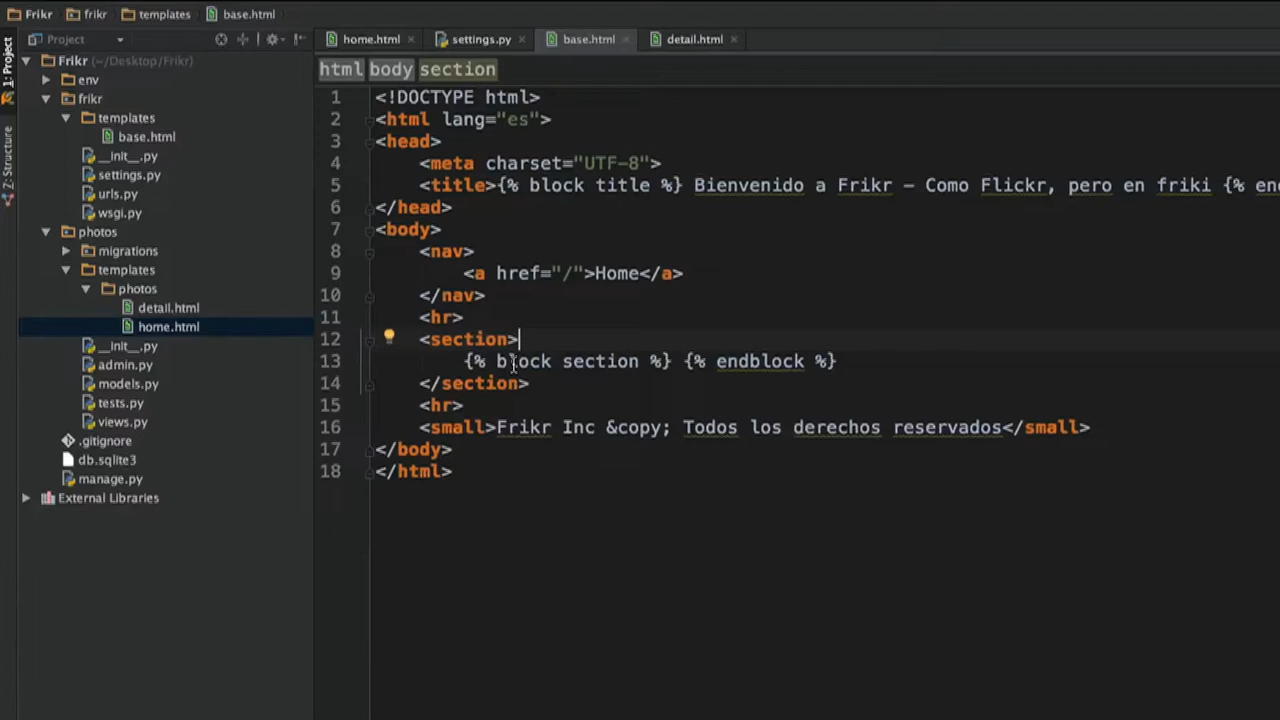 Frikr frikr templates base.html
1: Project
Z: Structure
Project
home.html settings.py base.html detail.html
html body section
Frikr (~/Desktop/Frikr)
env
frikr
templates
base.html
__init__.py
settings.py
urls.py
wsgi.py
photos
migrations
templates
photos
detail.html
home.html
__init__.py
admin.py
models.py
tests.py
views.py
.gitignore
db.sqlite3
manage.py
External Libraries
1 <!DOCTYPE html>
2 <html lang="es">
3 <head>
4 <meta charset="UTF-8">
5 <title>{% block title %} Bienvenido a Frikr – Como Flickr, pero en friki {%
6 </head>
7 <body>
8 <nav>
9 <a href="/">Home</a>
10 </nav>
11 <hr>
12 <section>
13 {% block section %} {% endblock %}
14 </section>
15 <hr>
16 <small>Frikr Inc &copy; Todos los derechos reservados</small>
17 </body>
18 </html>